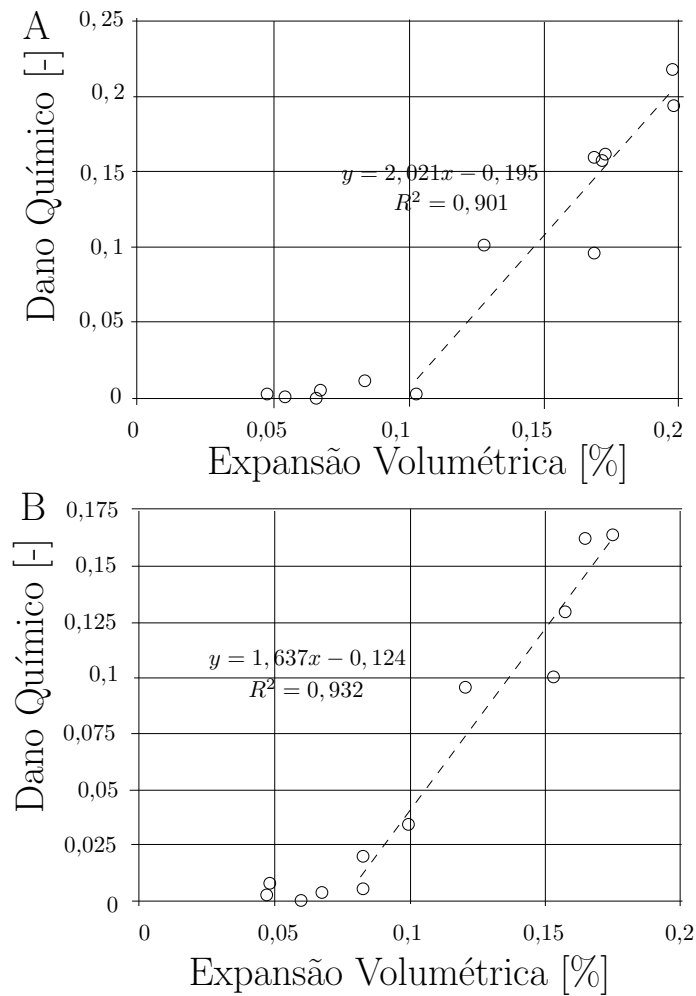 A
Dano Químico [-]
0,25
0,2
0,15
0,1
0,05
0
y = 2,021x − 0,195
R² = 0,901
0 0,05 0,1 0,15 0,2
Expansão Volumétrica [%]
B
Dano Químico [-]
0,175
0,15
0,125
0,1
0,075
0,05
0,025
0
y = 1,637x − 0,124
R² = 0,932
0 0,05 0,1 0,15 0,2
Expansão Volumétrica [%]